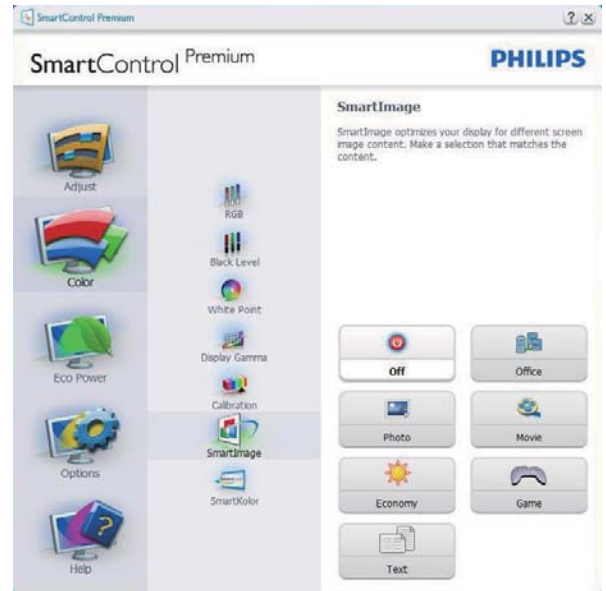 SmartControl Premium
SmartControl Premium
PHILIPS
Adjust
Color
Eco Power
Options
Help
RGB
Black Level
White Point
Display Gamma
Calibration
SmartImage
SmartKolor
SmartImage
SmartImage optimizes your display for different screen
image content. Make a selection that matches the
content.
Off
Office
Photo
Movie
Economy
Game
Text